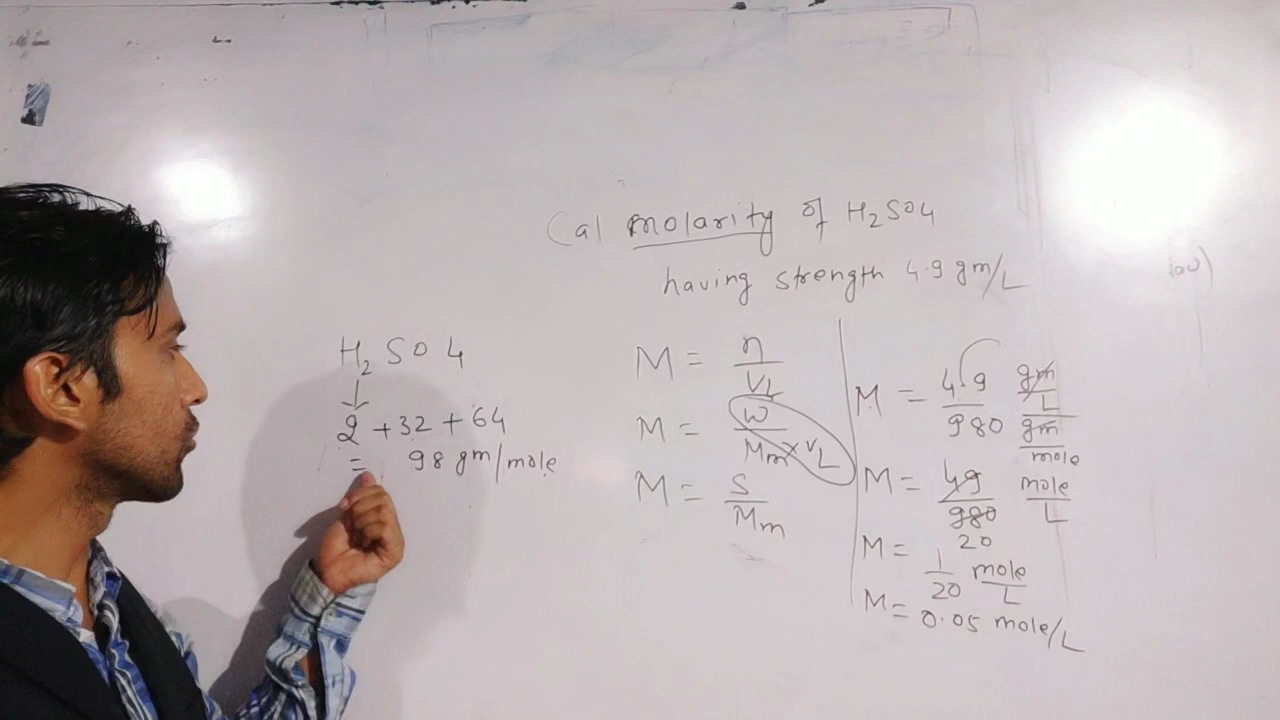 Cal molarity of H2SO4
having strength 4.9 gm/L
H2SO4
↓
2 + 32 + 64
= 98 gm/mole
M = n/VL
M = w/Mm×VL
M = S/Mm
M = 4.9/980 gm/L / gm/mole
M = 49/980 mole/L
20
M = 1/20 mole/L
M = 0.05 mole/L